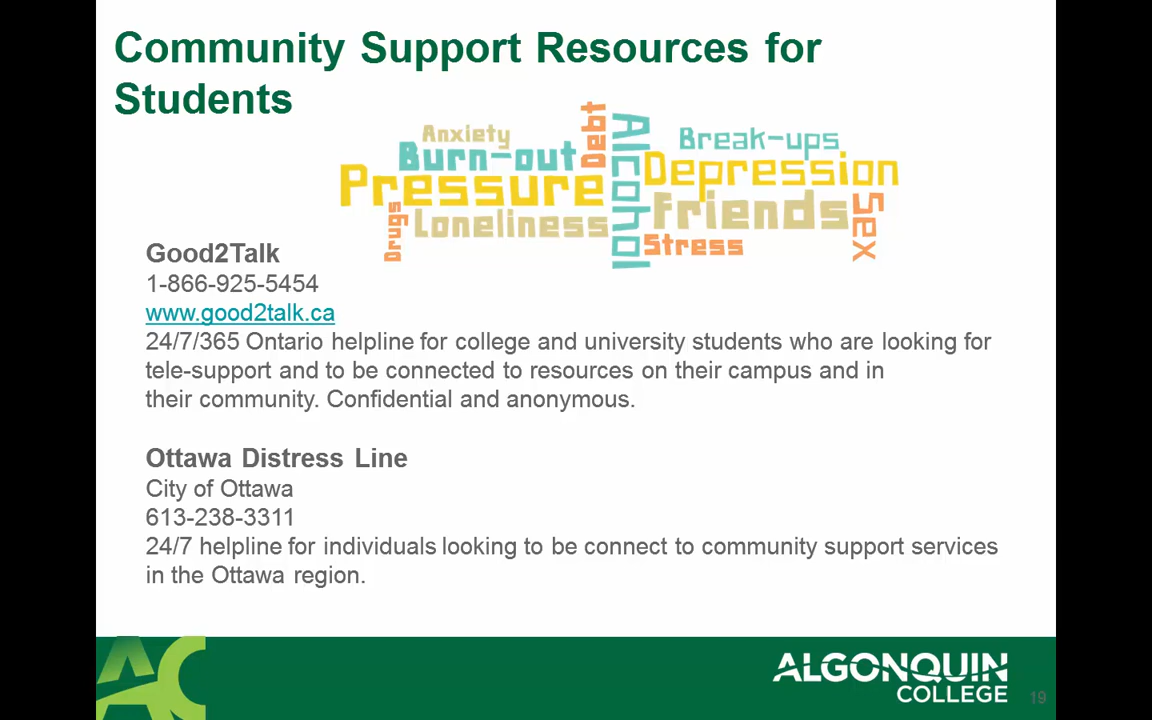 Community Support Resources for
Students
Anxiety
Burn-out
Debt
Alcohol
Break-ups
Pressure
Depression
Drugs
Loneliness
Friends
Stress
Sex
Good2Talk
1-866-925-5454
www.good2talk.ca
24/7/365 Ontario helpline for college and university students who are looking for
tele-support and to be connected to resources on their campus and in
their community. Confidential and anonymous.
Ottawa Distress Line
City of Ottawa
613-238-3311
24/7 helpline for individuals looking to be connect to community support services
in the Ottawa region.
AC
ALGONQUIN
COLLEGE
19